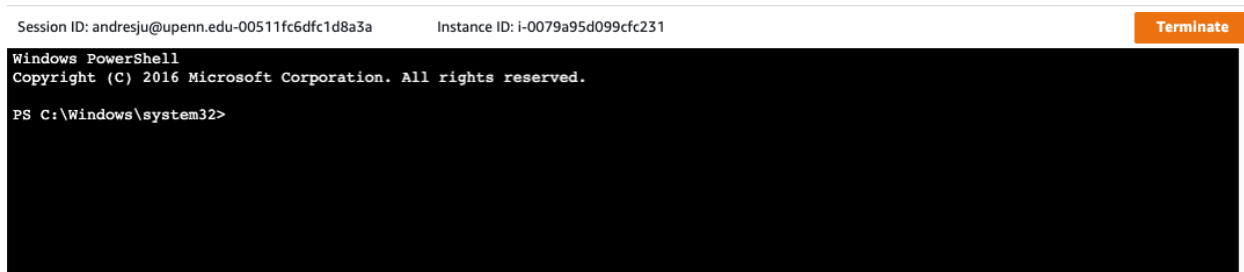 Session ID: andresju@upenn.edu-00511fc6dfc1d8a3a Instance ID: i-0079a95d099cfc231 Terminate
Windows PowerShell
Copyright (C) 2016 Microsoft Corporation. All rights reserved.
PS C:\Windows\system32>